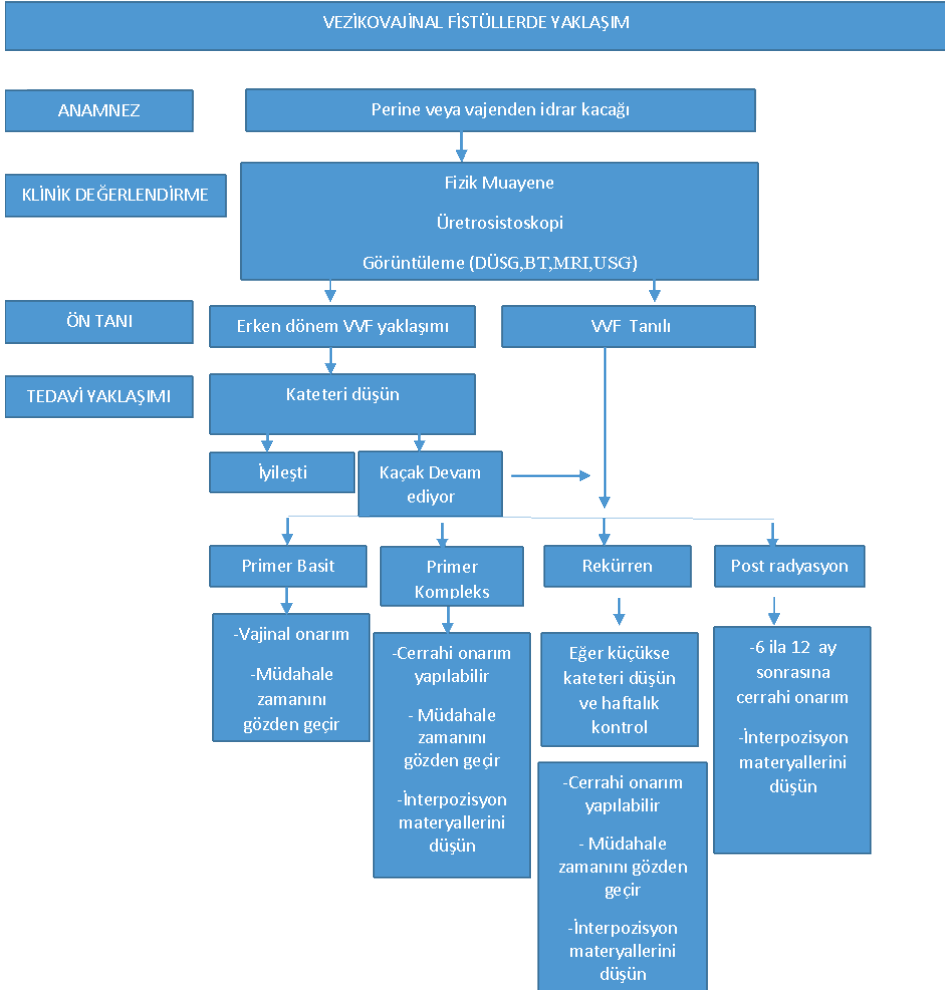 VEZİKOVAJİNAL FİSTÜLLERDE YAKLAŞIM
ANAMNEZ
Perine veya vajenden idrar kacağı
KLİNİK DEĞERLENDİRME
Fizik Muayene
Üretrosistoskopi
Görüntüleme (DÜSG,BT,MRI,USG)
ÖN TANI
Erken dönem VVF yaklaşımı
VVF Tanılı
TEDAVİ YAKLAŞIMI
Kateteri düşün
İyileşti
Kaçak Devam
ediyor
Primer Basit
Primer
Kompleks
Rekürren
Post radyasyon
-Vajinal onarım
-Müdahale
zamanını
gözden geçir
-Cerrahi onarım
yapılabilir
- Müdahale
zamanını
gözden geçir
-İnterpozisyon
materyallerini
düşün
Eğer küçükse
kateteri düşün
ve haftalık
kontrol
-Cerrahi onarım
yapılabilir
- Müdahale
zamanını gözden
geçir
-İnterpozisyon
materyallerini
düşün
-6 ila 12 ay
sonrasına
cerrahi onarım
-İnterpozisyon
materyallerini
düşün